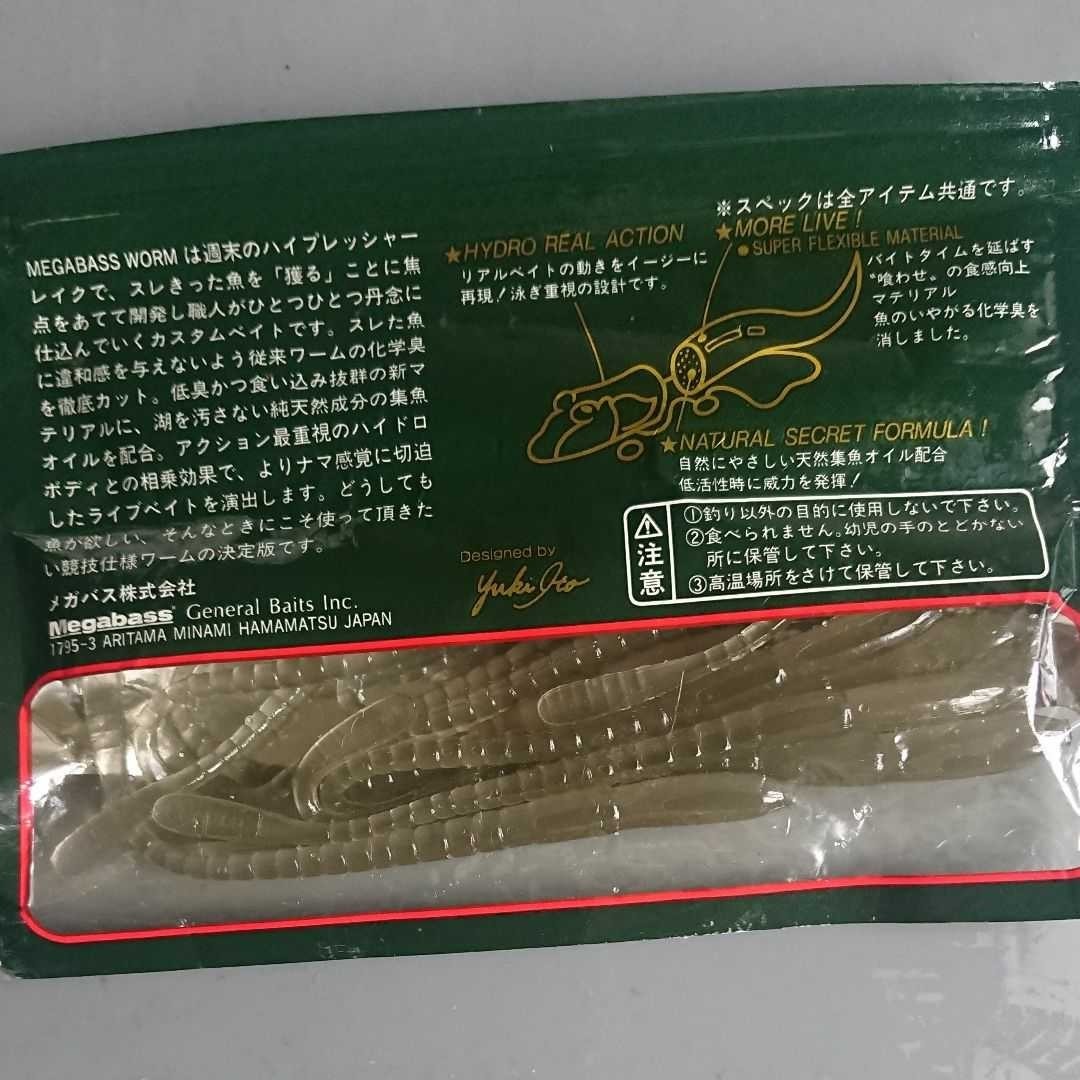 MEGABASS WORM は週末のハイプレッシャー
レイクで、スレきった魚を「獲る」ことに焦
点をあてて開発し職人がひとつひとつ丹念に
仕込んでいくカスタムベイトです。スレた魚
に違和感を与えないよう従来ワームの化学臭
を徹底カット。低臭かつ食い込み抜群の新マ
テリアルに、湖を汚さない純天然成分の集魚
オイルを配合。アクション最重視のハイドロ
ボディとの相乗効果で、よりナマ感覚に切迫
したライブベイトを演出します。どうしても
魚が欲しい、そんなときにこそ使って頂きた
い競技仕様ワームの決定版です。
メガバス株式会社
Megabass General Baits Inc.
1795-3 ARITAMA MINAMI HAMAMATSU JAPAN
※スペックは全アイテム共通です。
★HYDRO REAL ACTION
リアルベイトの動きをイージーに
再現！泳ぎ重視の設計です。
★MORE LIVE！
●SUPER FLEXIBLE MATERIAL
バイトタイムを延ばす
〝喰わせ〟の食感向上
マテリアル
魚のいやがる化学臭を
消しました。
★NATURAL SECRET FORMULA！
自然にやさしい天然集魚オイル配合
低活性時に威力を発揮！
Designed by
Yuki Ito
⚠注意
①釣り以外の目的に使用しないで下さい。
②食べられません。幼児の手のとどかない
所に保管して下さい。
③高温場所をさけて保管して下さい。